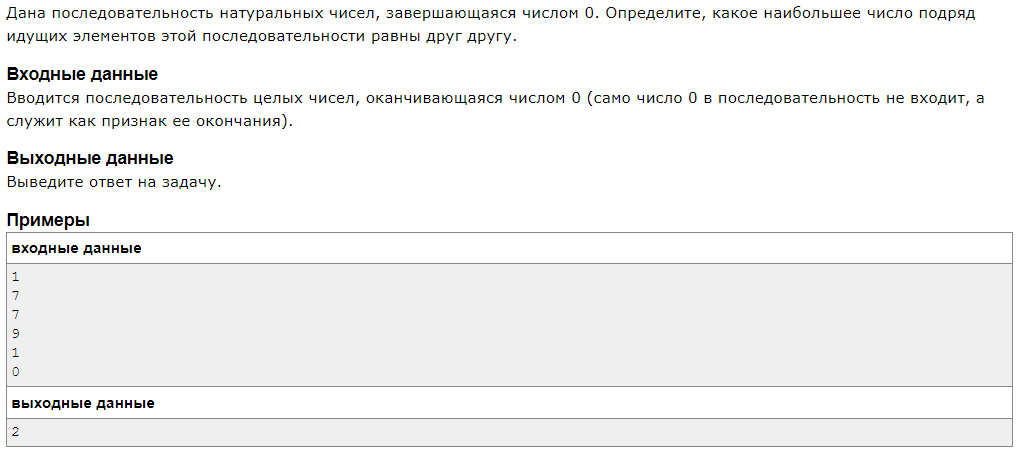 Дана последовательность натуральных чисел, завершающаяся числом 0. Определите, какое наибольшее число подряд
идущих элементов этой последовательности равны друг другу.
Входные данные
Вводится последовательность целых чисел, оканчивающаяся числом 0 (само число 0 в последовательность не входит, а
служит как признак ее окончания).
Выходные данные
Выведите ответ на задачу.
Примеры
входные данные
1
7
7
9
1
0
выходные данные
2